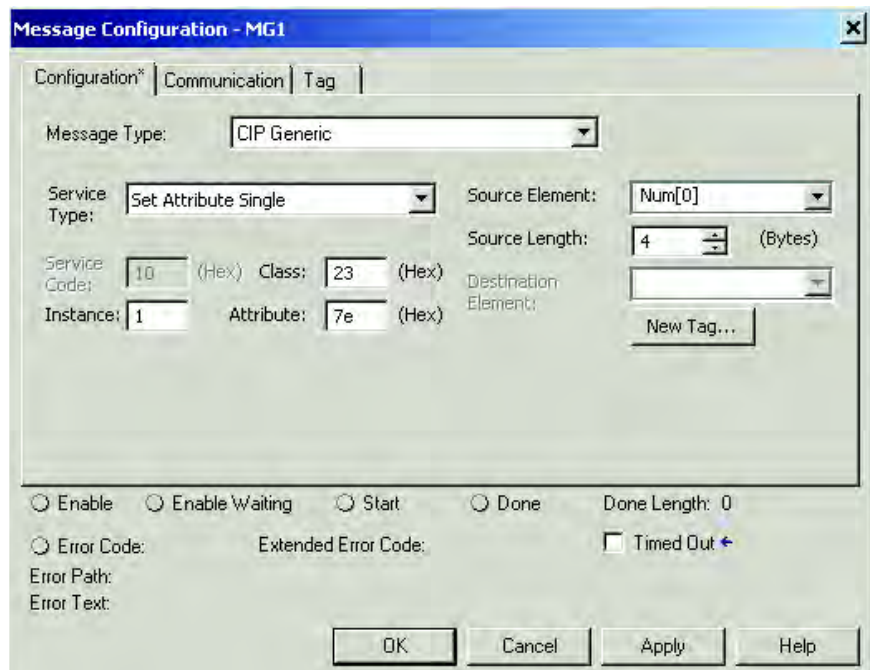 Message Configuration - MG1
Configuration* Communication Tag
Message Type: CIP Generic
Service Type: Set Attribute Single
Source Element: Num[0]
Source Length: 4 (Bytes)
Service Code: 10 (Hex) Class: 23 (Hex)
Destination Element:
Instance: 1 Attribute: 7e (Hex)
New Tag...
Enable Enable Waiting Start Done Done Length: 0
Error Code: Extended Error Code: Timed Out
Error Path:
Error Text:
OK Cancel Apply Help